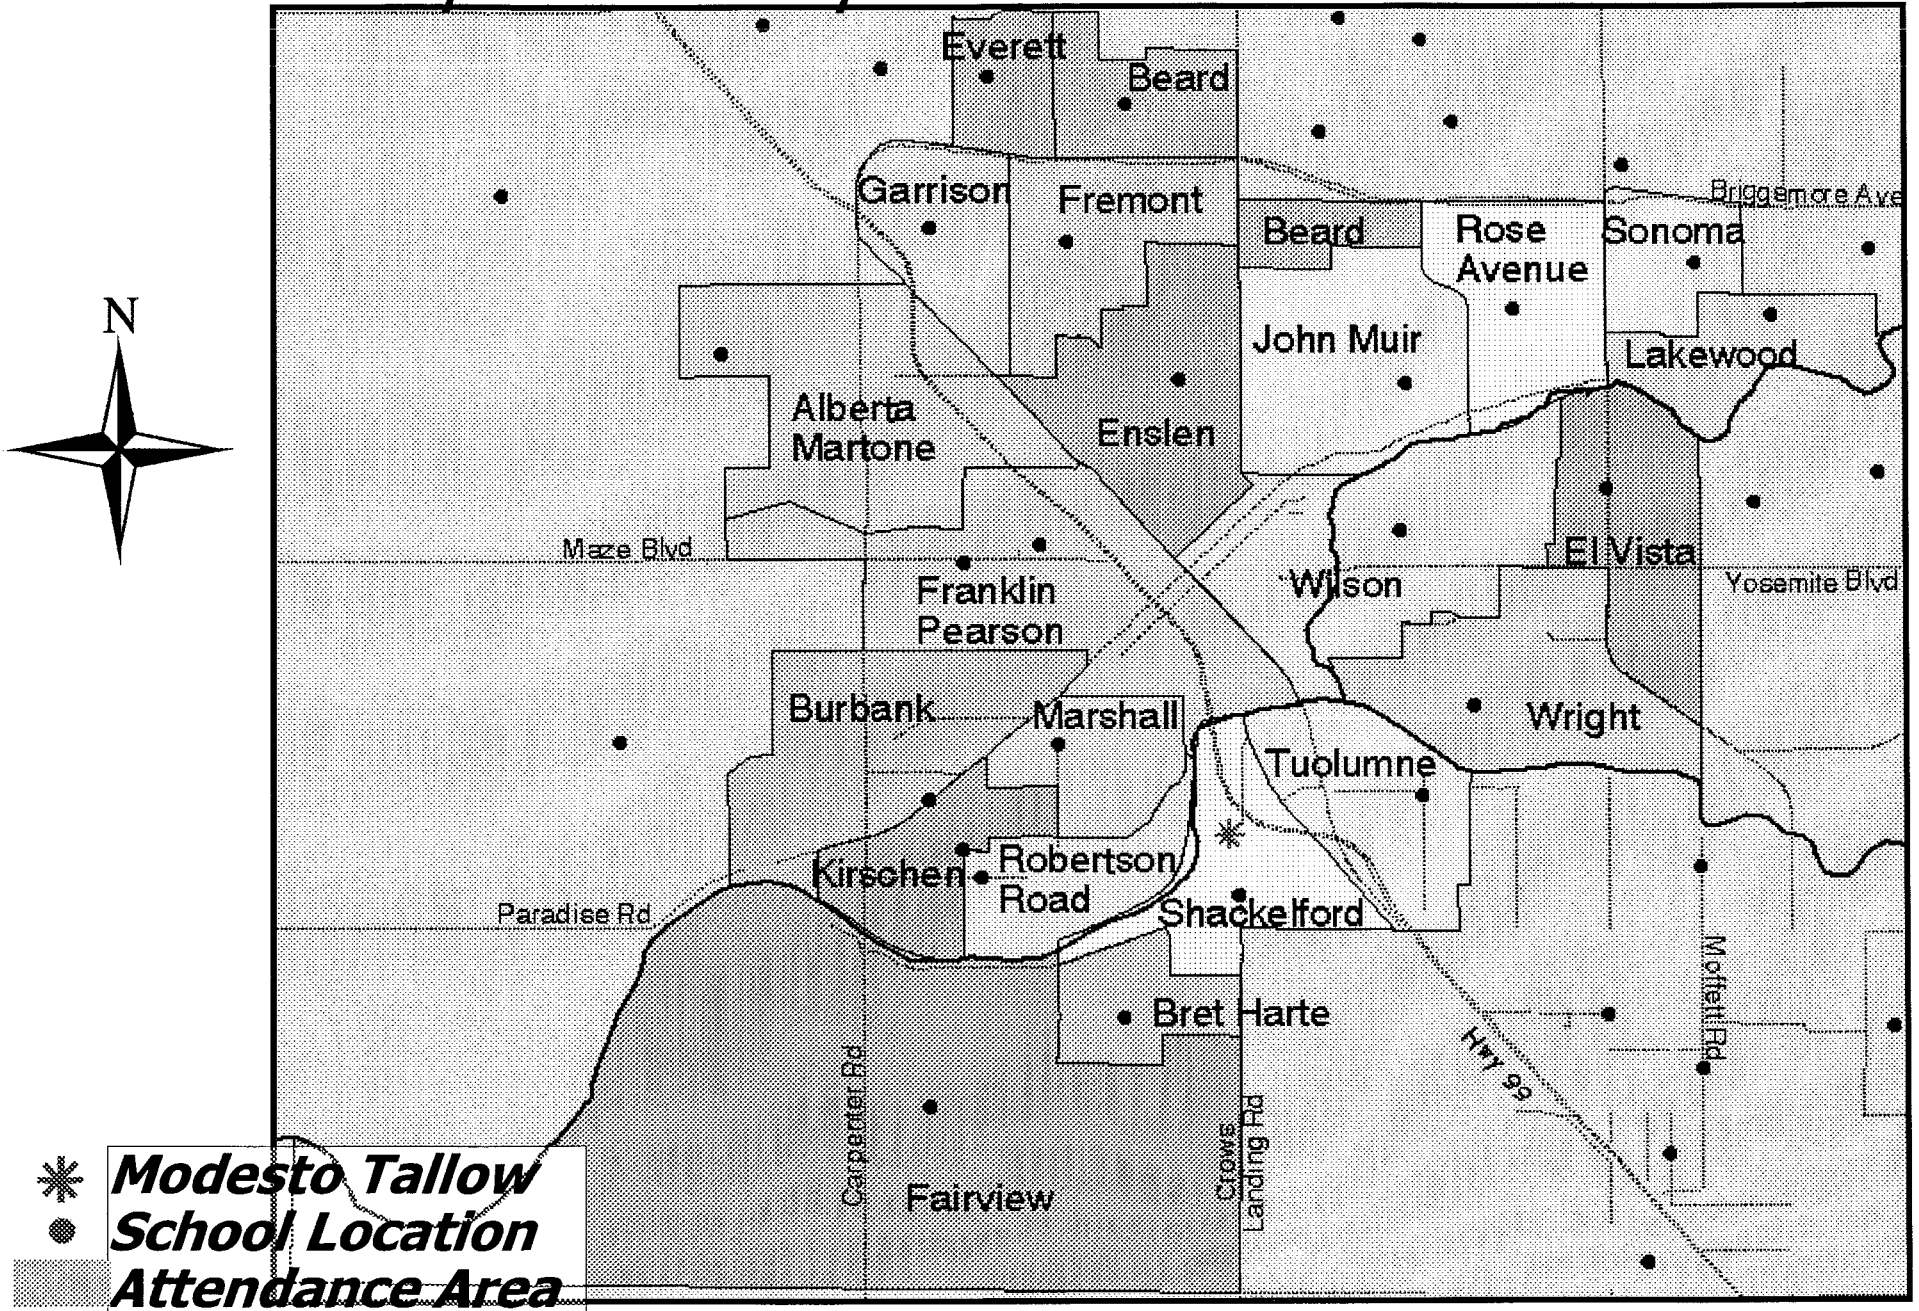 Everett
Beard
Garrison
Fremont
Briggemore Ave
Beard
Rose
Avenue
Sonoma
N
John Muir
Lakewood
Alberta
Martone
Enslen
Maze Blvd
El Vista
Franklin
Pearson
Wilson
Yosemite Blvd
Burbank
Marshall
Wright
Tuolumne
Kirschen
Robertson
Road
Paradise Rd
Shackelford
Bret Harte
Moffett Rd
Hwy 99
Carpenter Rd
Crows
Landing Rd
Fairview
Modesto Tallow
School Location
Attendance Area